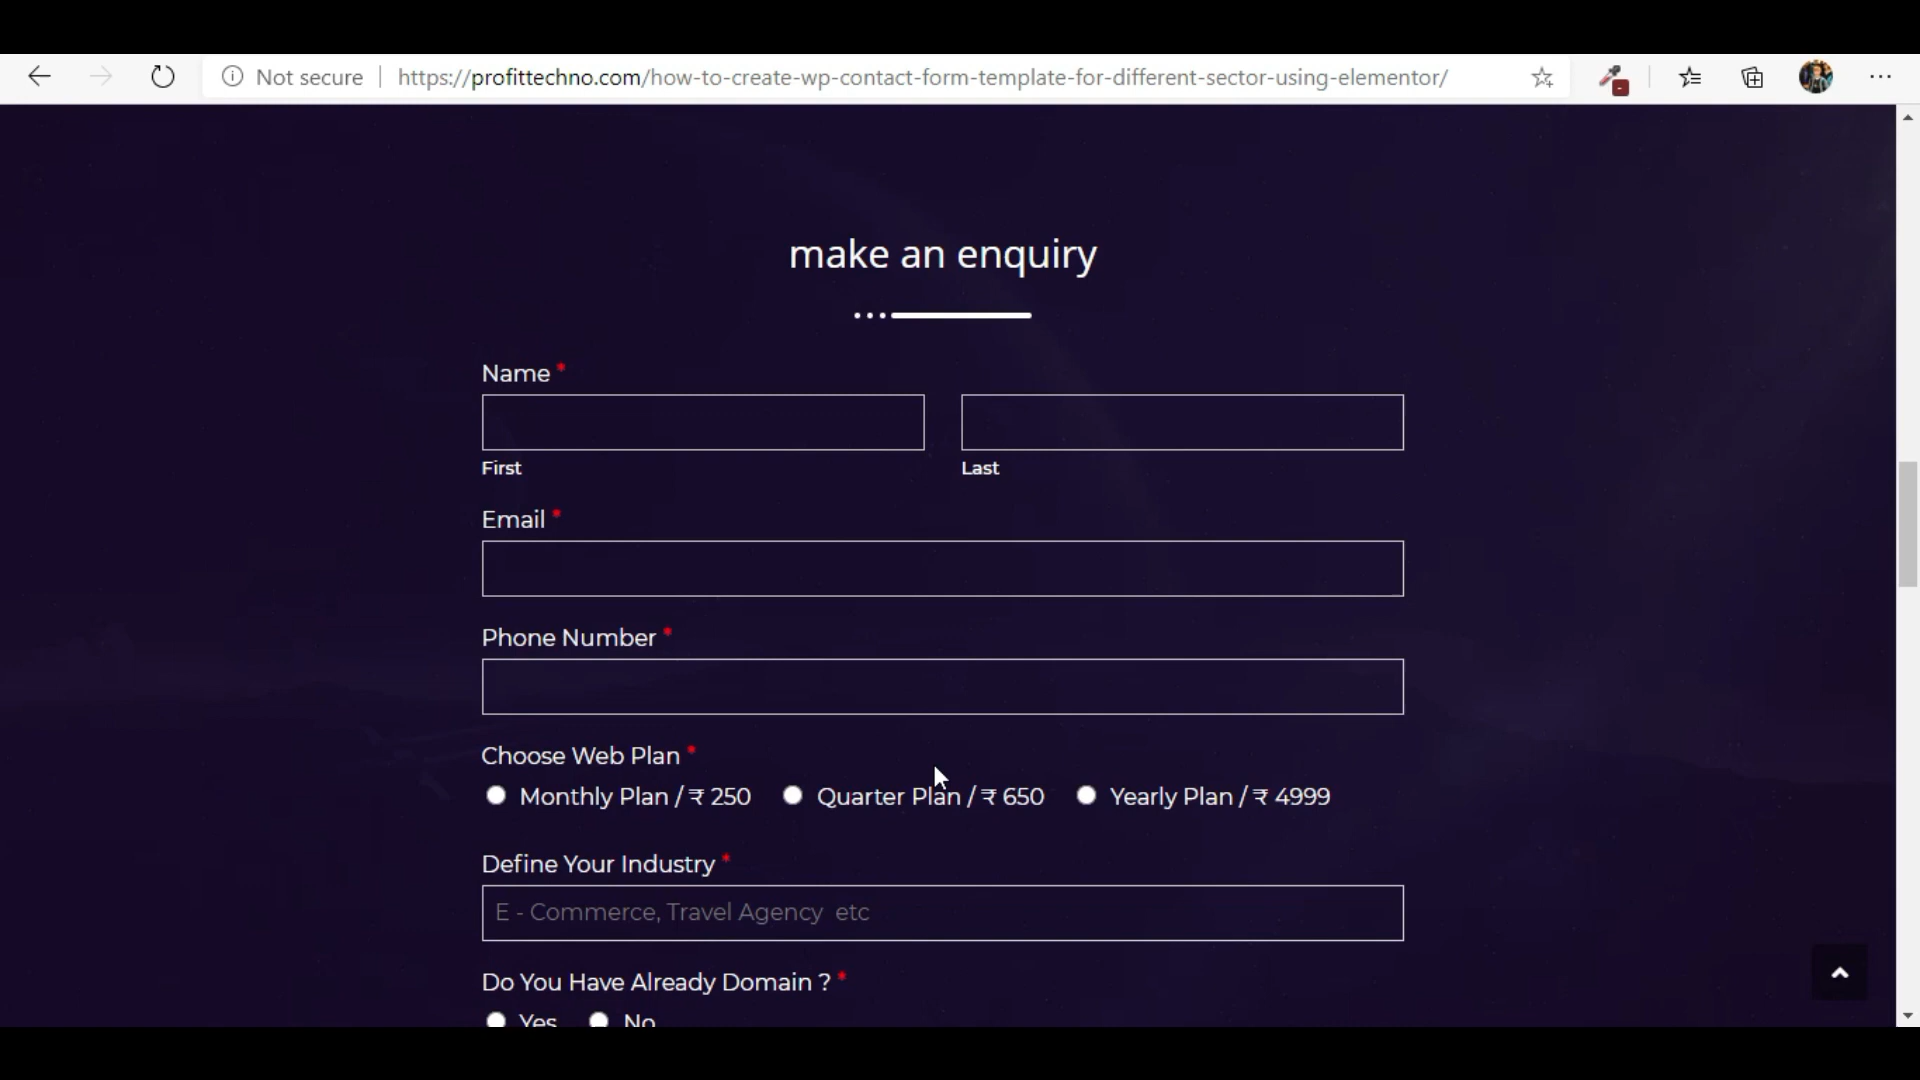 Not secure https://profittechno.com/how-to-create-wp-contact-form-template-for-different-sector-using-elementor/
make an enquiry
Name *
First Last
Email *
Phone Number *
Choose Web Plan *
Monthly Plan / ₹ 250 Quarter Plan / ₹ 650 Yearly Plan / ₹ 4999
Define Your Industry *
E - Commerce, Travel Agency etc
Do You Have Already Domain ? *
Yes No